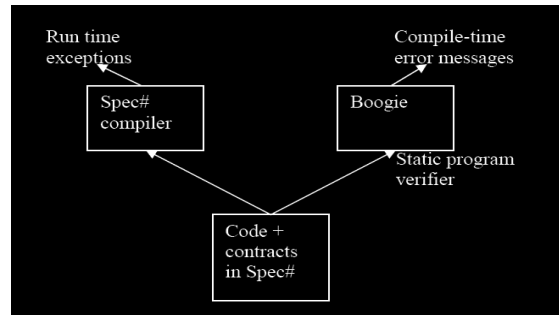 Run time
exceptions
Compile-time
error messages
Spec#
compiler
Boogie
Static program
verifier
Code +
contracts
in Spec#